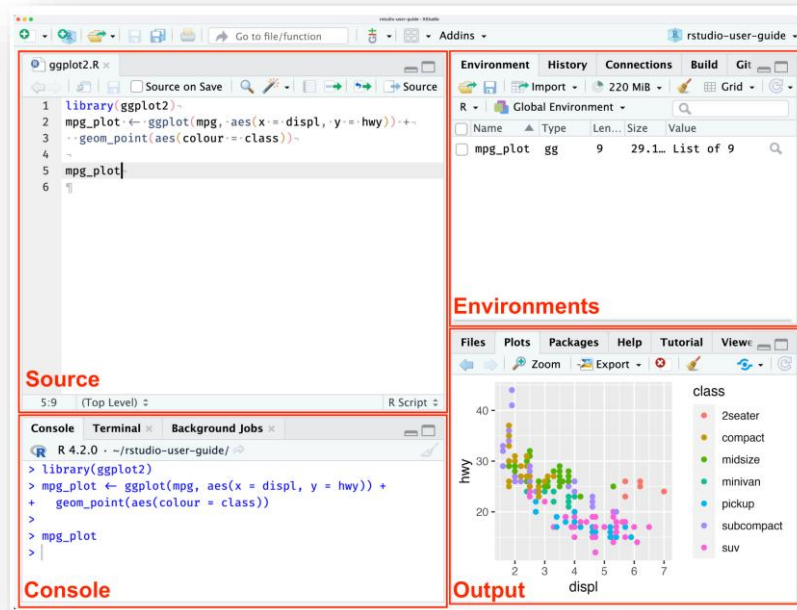 rstudio-user-guide - RStudio
Go to file/function
Addins
rstudio-user-guide
ggplot2.R
Source on Save
Source
1 library(ggplot2)
2 mpg_plot ← ggplot(mpg, aes(x = displ, y = hwy)) +
3 geom_point(aes(colour = class))
4
5 mpg_plot
6
Source
5:9 (Top Level) R Script
Console Terminal Background Jobs
R 4.2.0 · ~/rstudio-user-guide/
> library(ggplot2)
> mpg_plot ← ggplot(mpg, aes(x = displ, y = hwy)) +
+ geom_point(aes(colour = class))
>
> mpg_plot
>
Console
Environment History Connections Build Git
Import 220 MiB Grid
R Global Environment
Name Type Len... Size Value
mpg_plot gg 9 29.1… List of 9
Environments
Files Plots Packages Help Tutorial Viewe
Zoom Export
class
2seater
compact
midsize
minivan
pickup
subcompact
suv
hwy
40
30
20
2 3 4 5 6 7
displ
Output